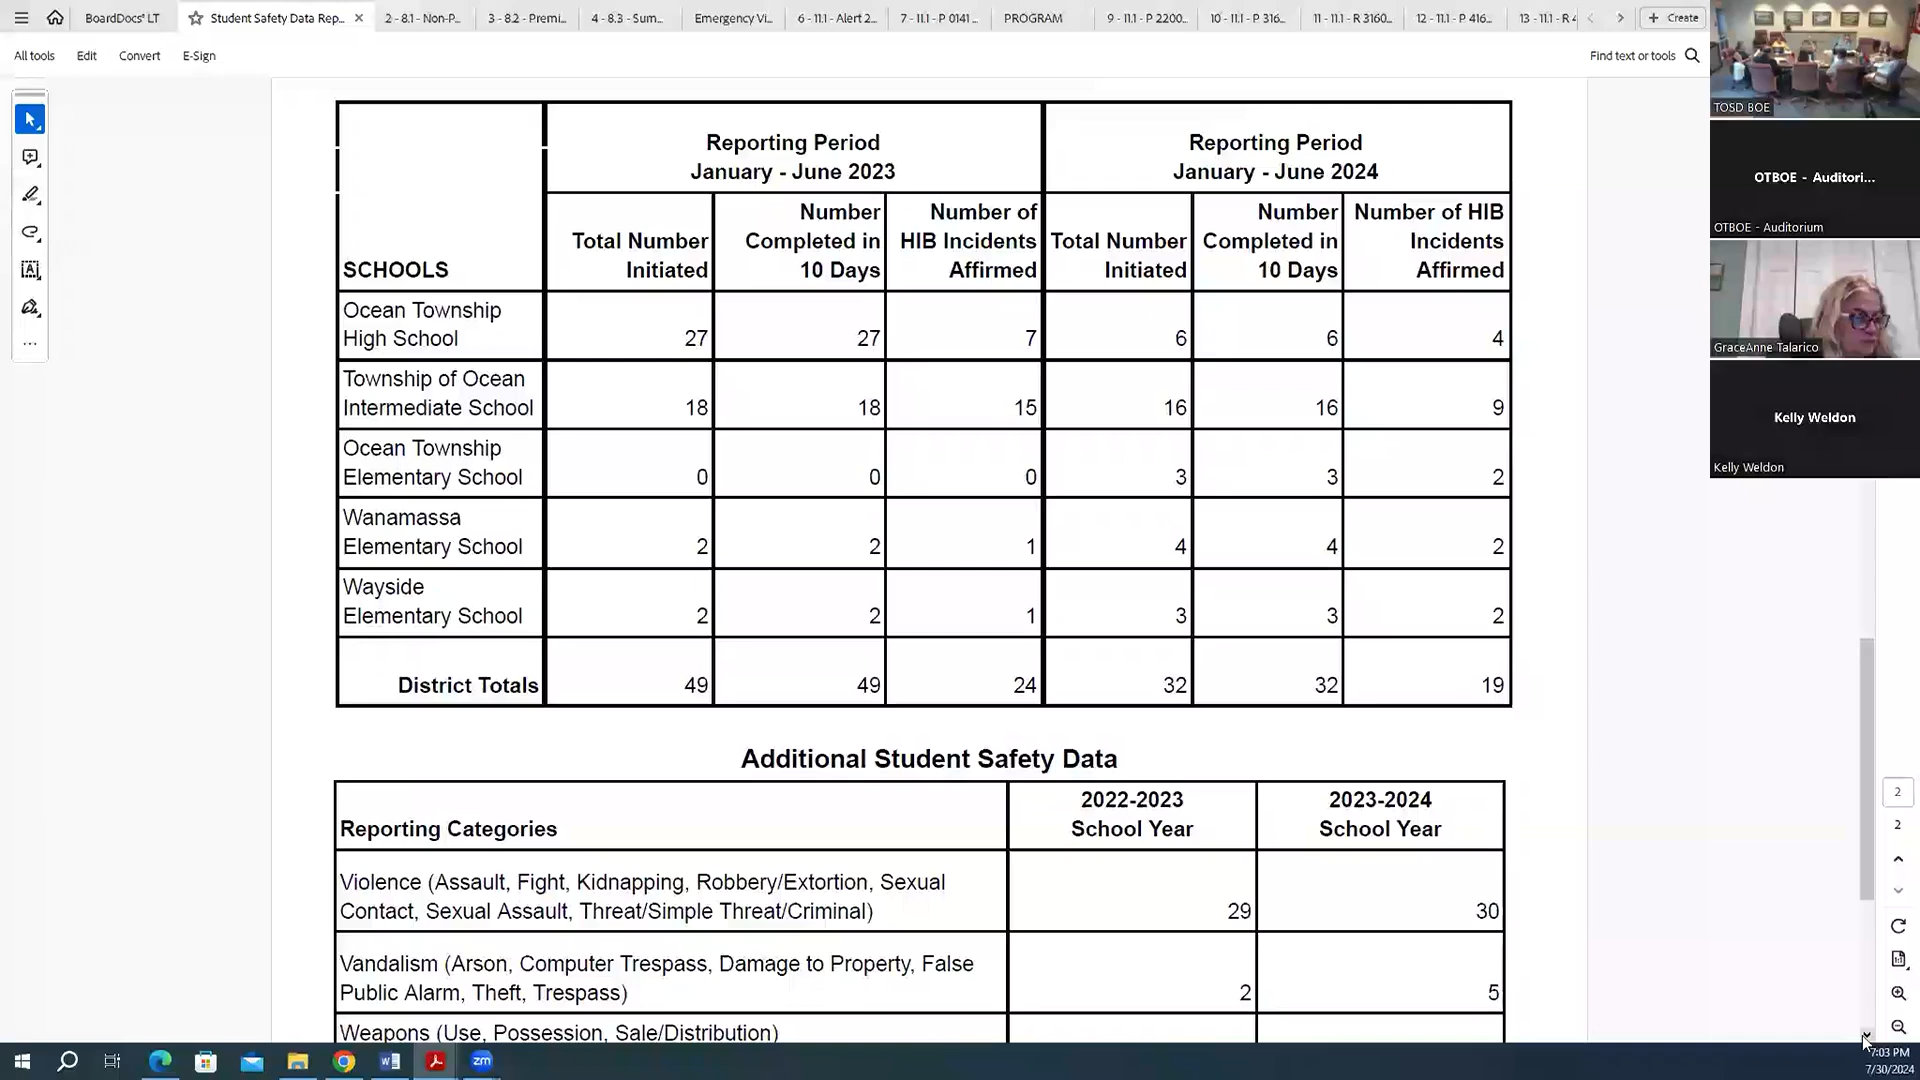 BoardDocs® LT
Student Safety Data Rep...
2 - 8.1 - Non-P...
3 - 8.2 - Premi...
4 - 8.3 - Sum...
Emergency Vi...
6 - 11.1 - Alert 2...
7 - 11.1 - P 0141 ...
PROGRAM
9 - 11.1 - P 2200...
10 - 11.1 - P 316...
11 - 11.1 - R 3160...
12 - 11.1 - P 416...
13 - 11.1 - R 4
Create
All tools
Edit
Convert
E-Sign
Find text or tools
SCHOOLS
Reporting Period
January - June 2023
Reporting Period
January - June 2024
Total Number
Initiated
Number
Completed in
10 Days
Number of
HIB Incidents
Affirmed
Total Number
Initiated
Number
Completed in
10 Days
Number of HIB
Incidents
Affirmed
Ocean Township
High School 27 27 7 6 6 4
Township of Ocean
Intermediate School 18 18 15 16 16 9
Ocean Township
Elementary School 0 0 0 3 3 2
Wanamassa
Elementary School 2 2 1 4 4 2
Wayside
Elementary School 2 2 1 3 3 2
District Totals 49 49 24 32 32 19
Additional Student Safety Data
Reporting Categories
2022-2023
School Year
2023-2024
School Year
Violence (Assault, Fight, Kidnapping, Robbery/Extortion, Sexual
Contact, Sexual Assault, Threat/Simple Threat/Criminal) 29 30
Vandalism (Arson, Computer Trespass, Damage to Property, False
Public Alarm, Theft, Trespass) 2 5
Weapons (Use, Possession, Sale/Distribution)
TOSD BOE
OTBOE - Auditori...
OTBOE - Auditorium
GraceAnne Talarico
Kelly Weldon
Kelly Weldon
2
2
7:03 PM
7/30/2024
zm